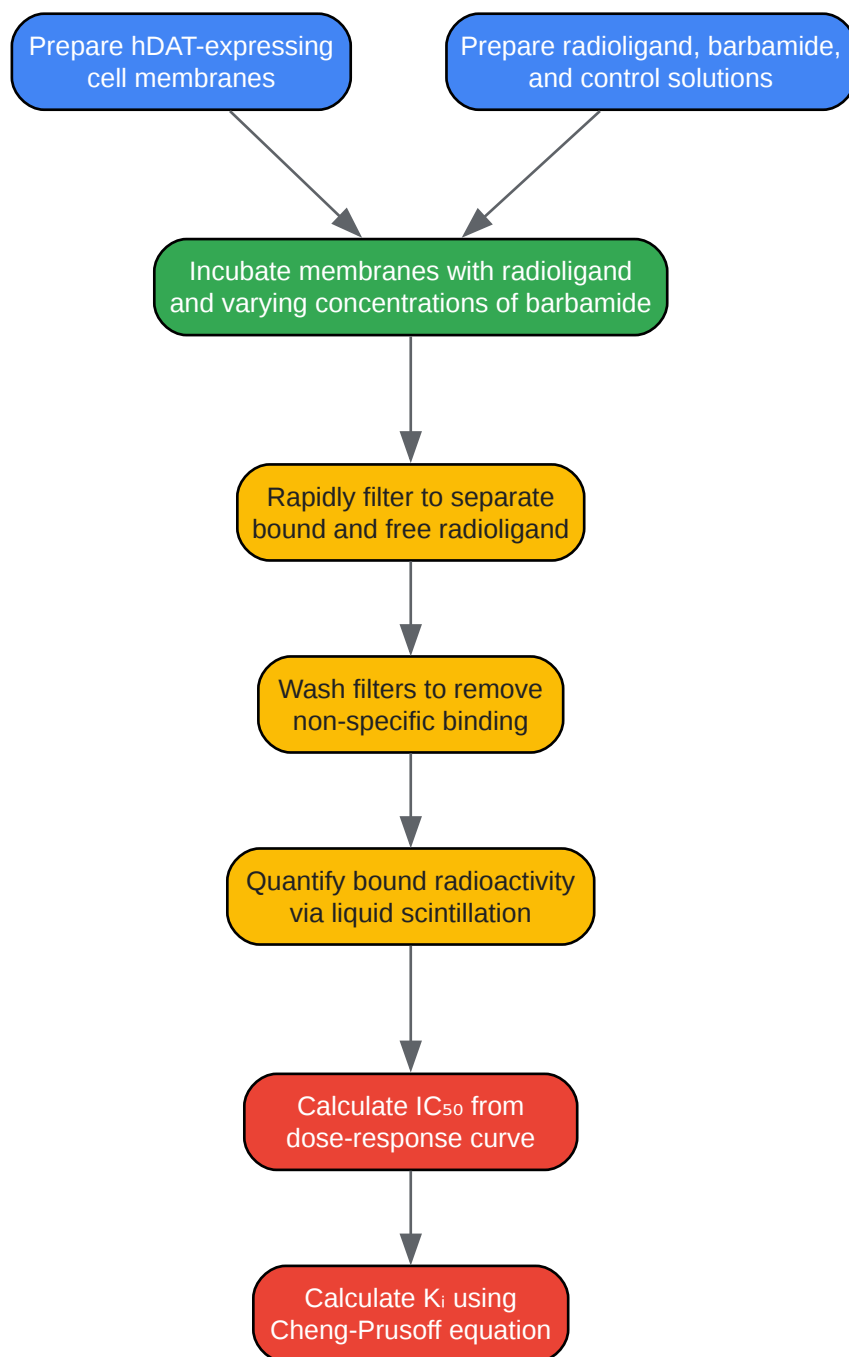 Prepare hDAT-expressing
cell membranes
Prepare radioligand, barbamide,
and control solutions
Incubate membranes with radioligand
and varying concentrations of barbamide
Rapidly filter to separate
bound and free radioligand
Wash filters to remove
non-specific binding
Quantify bound radioactivity
via liquid scintillation
Calculate IC₅₀ from
dose-response curve
Calculate Kᵢ using
Cheng-Prusoff equation